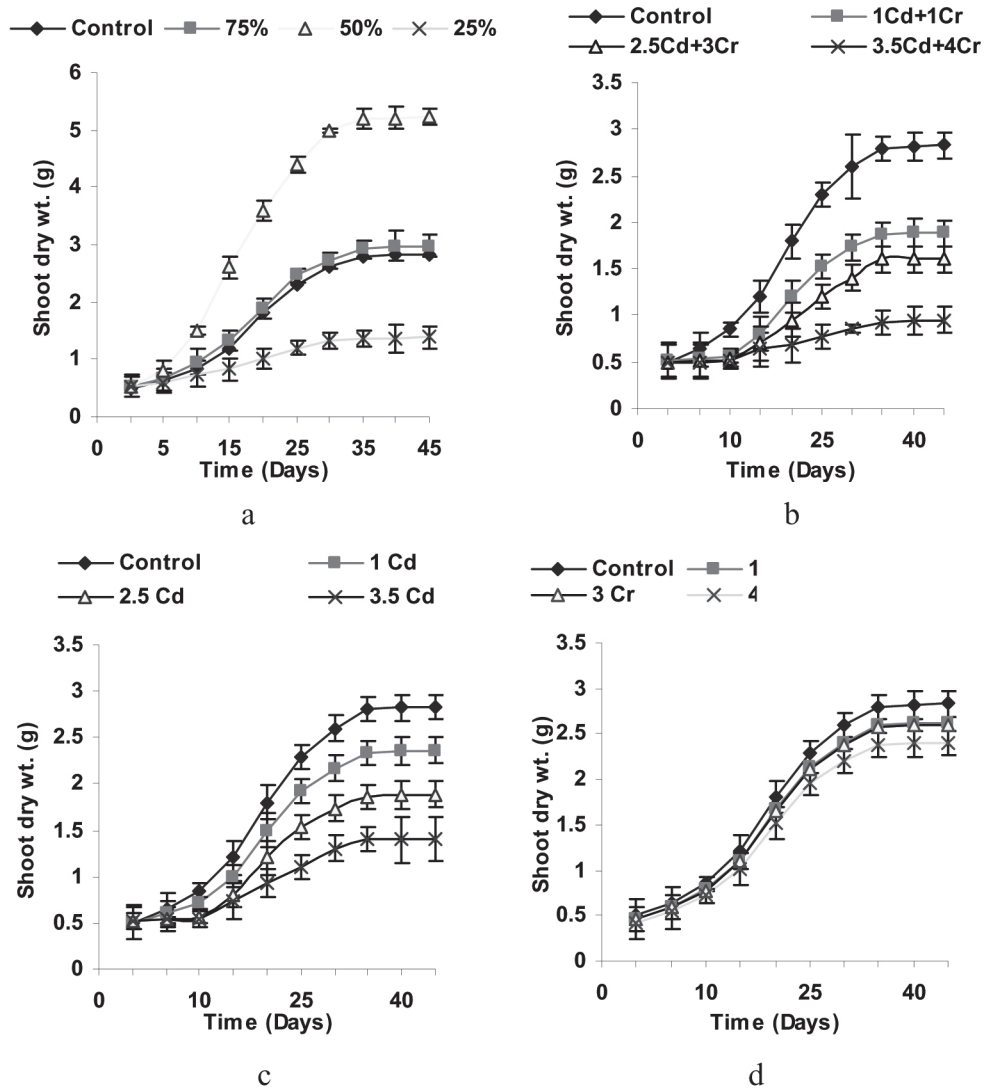 Control 75% 50% 25%
6
5
4
3
2
1
0
Shoot dry wt. (g)
0 5 15 20 25 30 35 45
Time (Days)
a
Control 1Cd+1Cr
2.5Cd+3Cr 3.5Cd+4Cr
3.5
3
2.5
2
1.5
1
0.5
0
Shoot dry wt. (g)
0 10 25 40
Time (Days)
b
Control 1 Cd
2.5 Cd 3.5 Cd
3.5
3
2.5
2
1.5
1
0.5
0
Shoot dry wt. (g)
0 10 25 40
Time (Days)
c
Control 1
3 Cr 4
3.5
3
2.5
2
1.5
1
0.5
0
Shoot dry wt. (g)
0 10 25 40
Time (Days)
d